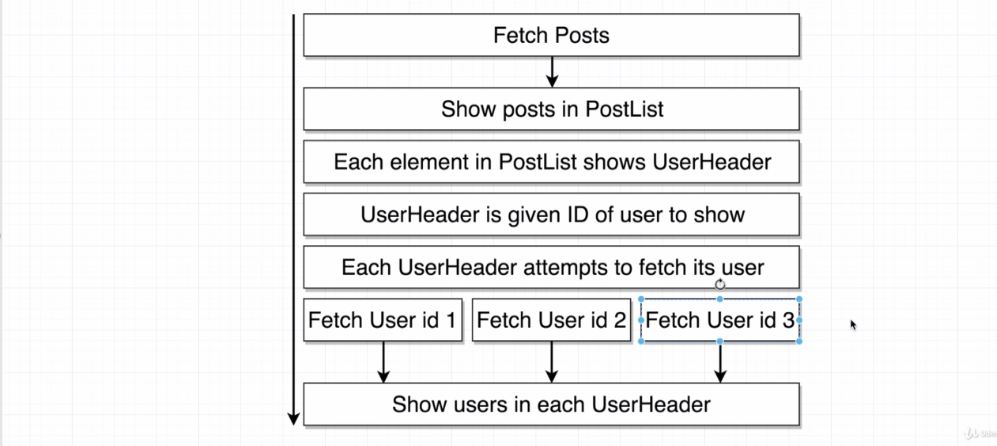 Fetch Posts
Show posts in PostList
Each element in PostList shows UserHeader
UserHeader is given ID of user to show
Each UserHeader attempts to fetch its user
Fetch User id 1
Fetch User id 2
Fetch User id 3
Show users in each UserHeader